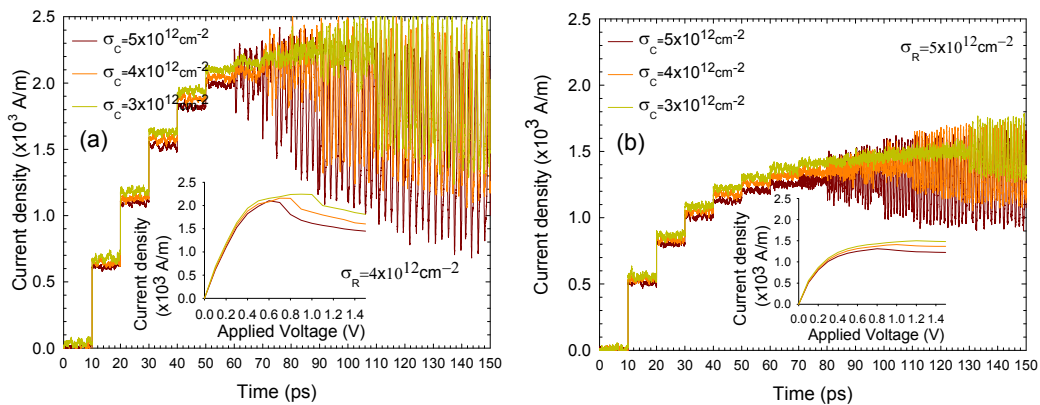 Current density (x10³ A/m)
2.5
2.0
1.5
1.0
0.5
0.0
σC=5x10¹²cm⁻²
σC=4x10¹²cm⁻²
σC=3x10¹²cm⁻²
(a)
Current density
(x10³ A/m)
2.5
2.0
1.5
1.0
0.5
0.0
0.0 0.2 0.4 0.6 0.8 1.0 1.2 1.4
Applied Voltage (V)
σR=4x10¹²cm⁻²
0 10 20 30 40 50 60 70 80 90 100 110 120 130 140 150
Time (ps)
Current density (x10³ A/m)
2.5
2.0
1.5
1.0
0.5
0.0
σC=5x10¹²cm⁻²
σC=4x10¹²cm⁻²
σC=3x10¹²cm⁻²
σR=5x10¹²cm⁻²
(b)
Current density
(x10³ A/m)
2.5
2.0
1.5
1.0
0.5
0.0
0.0 0.2 0.4 0.6 0.8 1.0 1.2 1.4
Applied Voltage (V)
0 10 20 30 40 50 60 70 80 90 100 110 120 130 140 150
Time (ps)